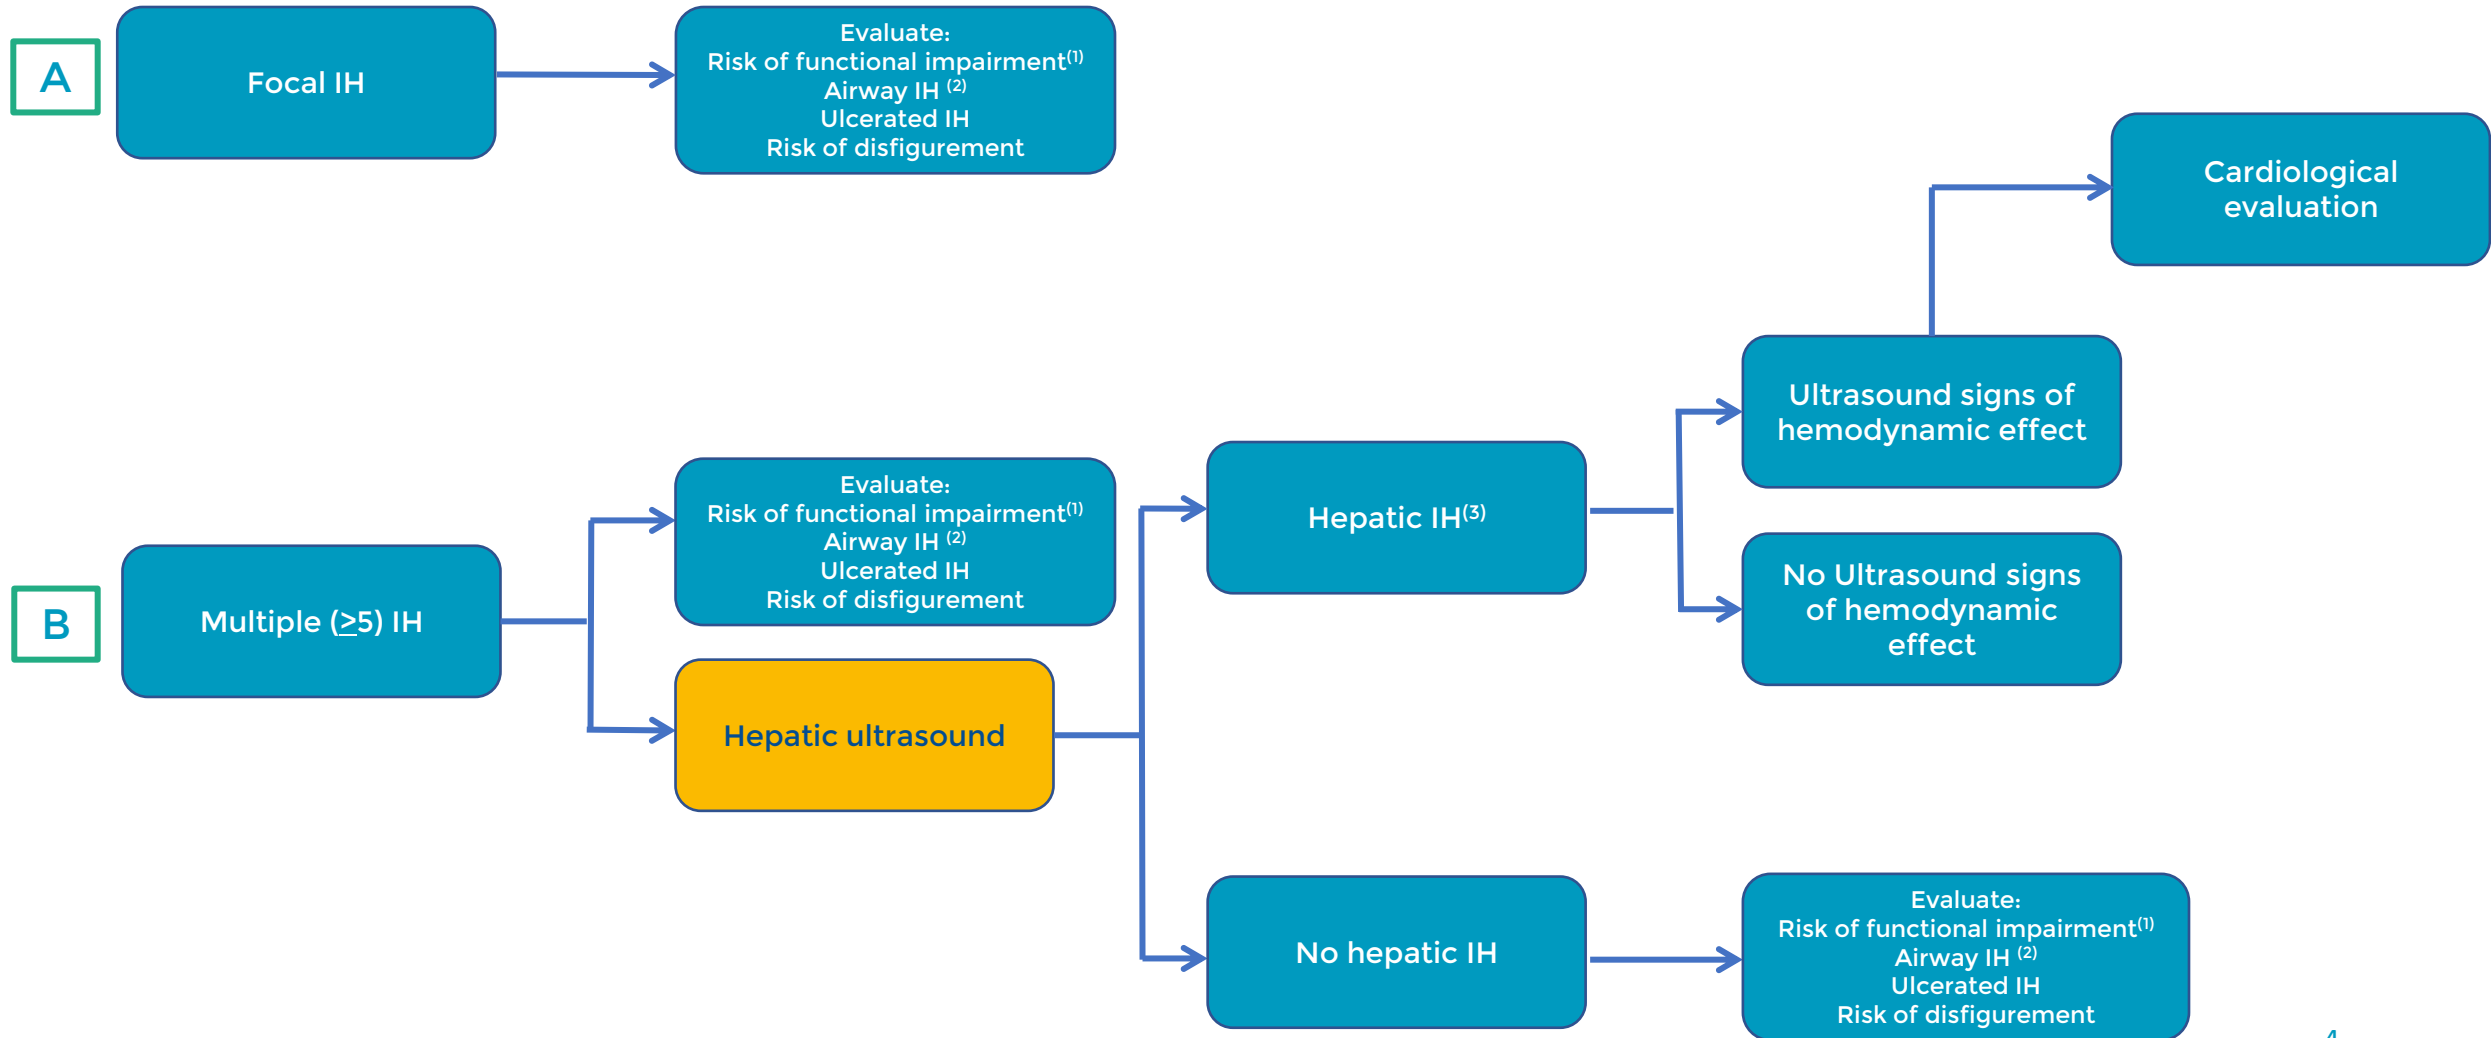 A
Focal IH
Evaluate:
Risk of functional impairment(1)
Airway IH (2)
Ulcerated IH
Risk of disfigurement
Cardiological
evaluation
B
Multiple (≥5) IH
Evaluate:
Risk of functional impairment(1)
Airway IH (2)
Ulcerated IH
Risk of disfigurement
Hepatic ultrasound
Hepatic IH(3)
Ultrasound signs of
hemodynamic effect
No Ultrasound signs
of hemodynamic
effect
No hepatic IH
Evaluate:
Risk of functional impairment(1)
Airway IH (2)
Ulcerated IH
Risk of disfigurement